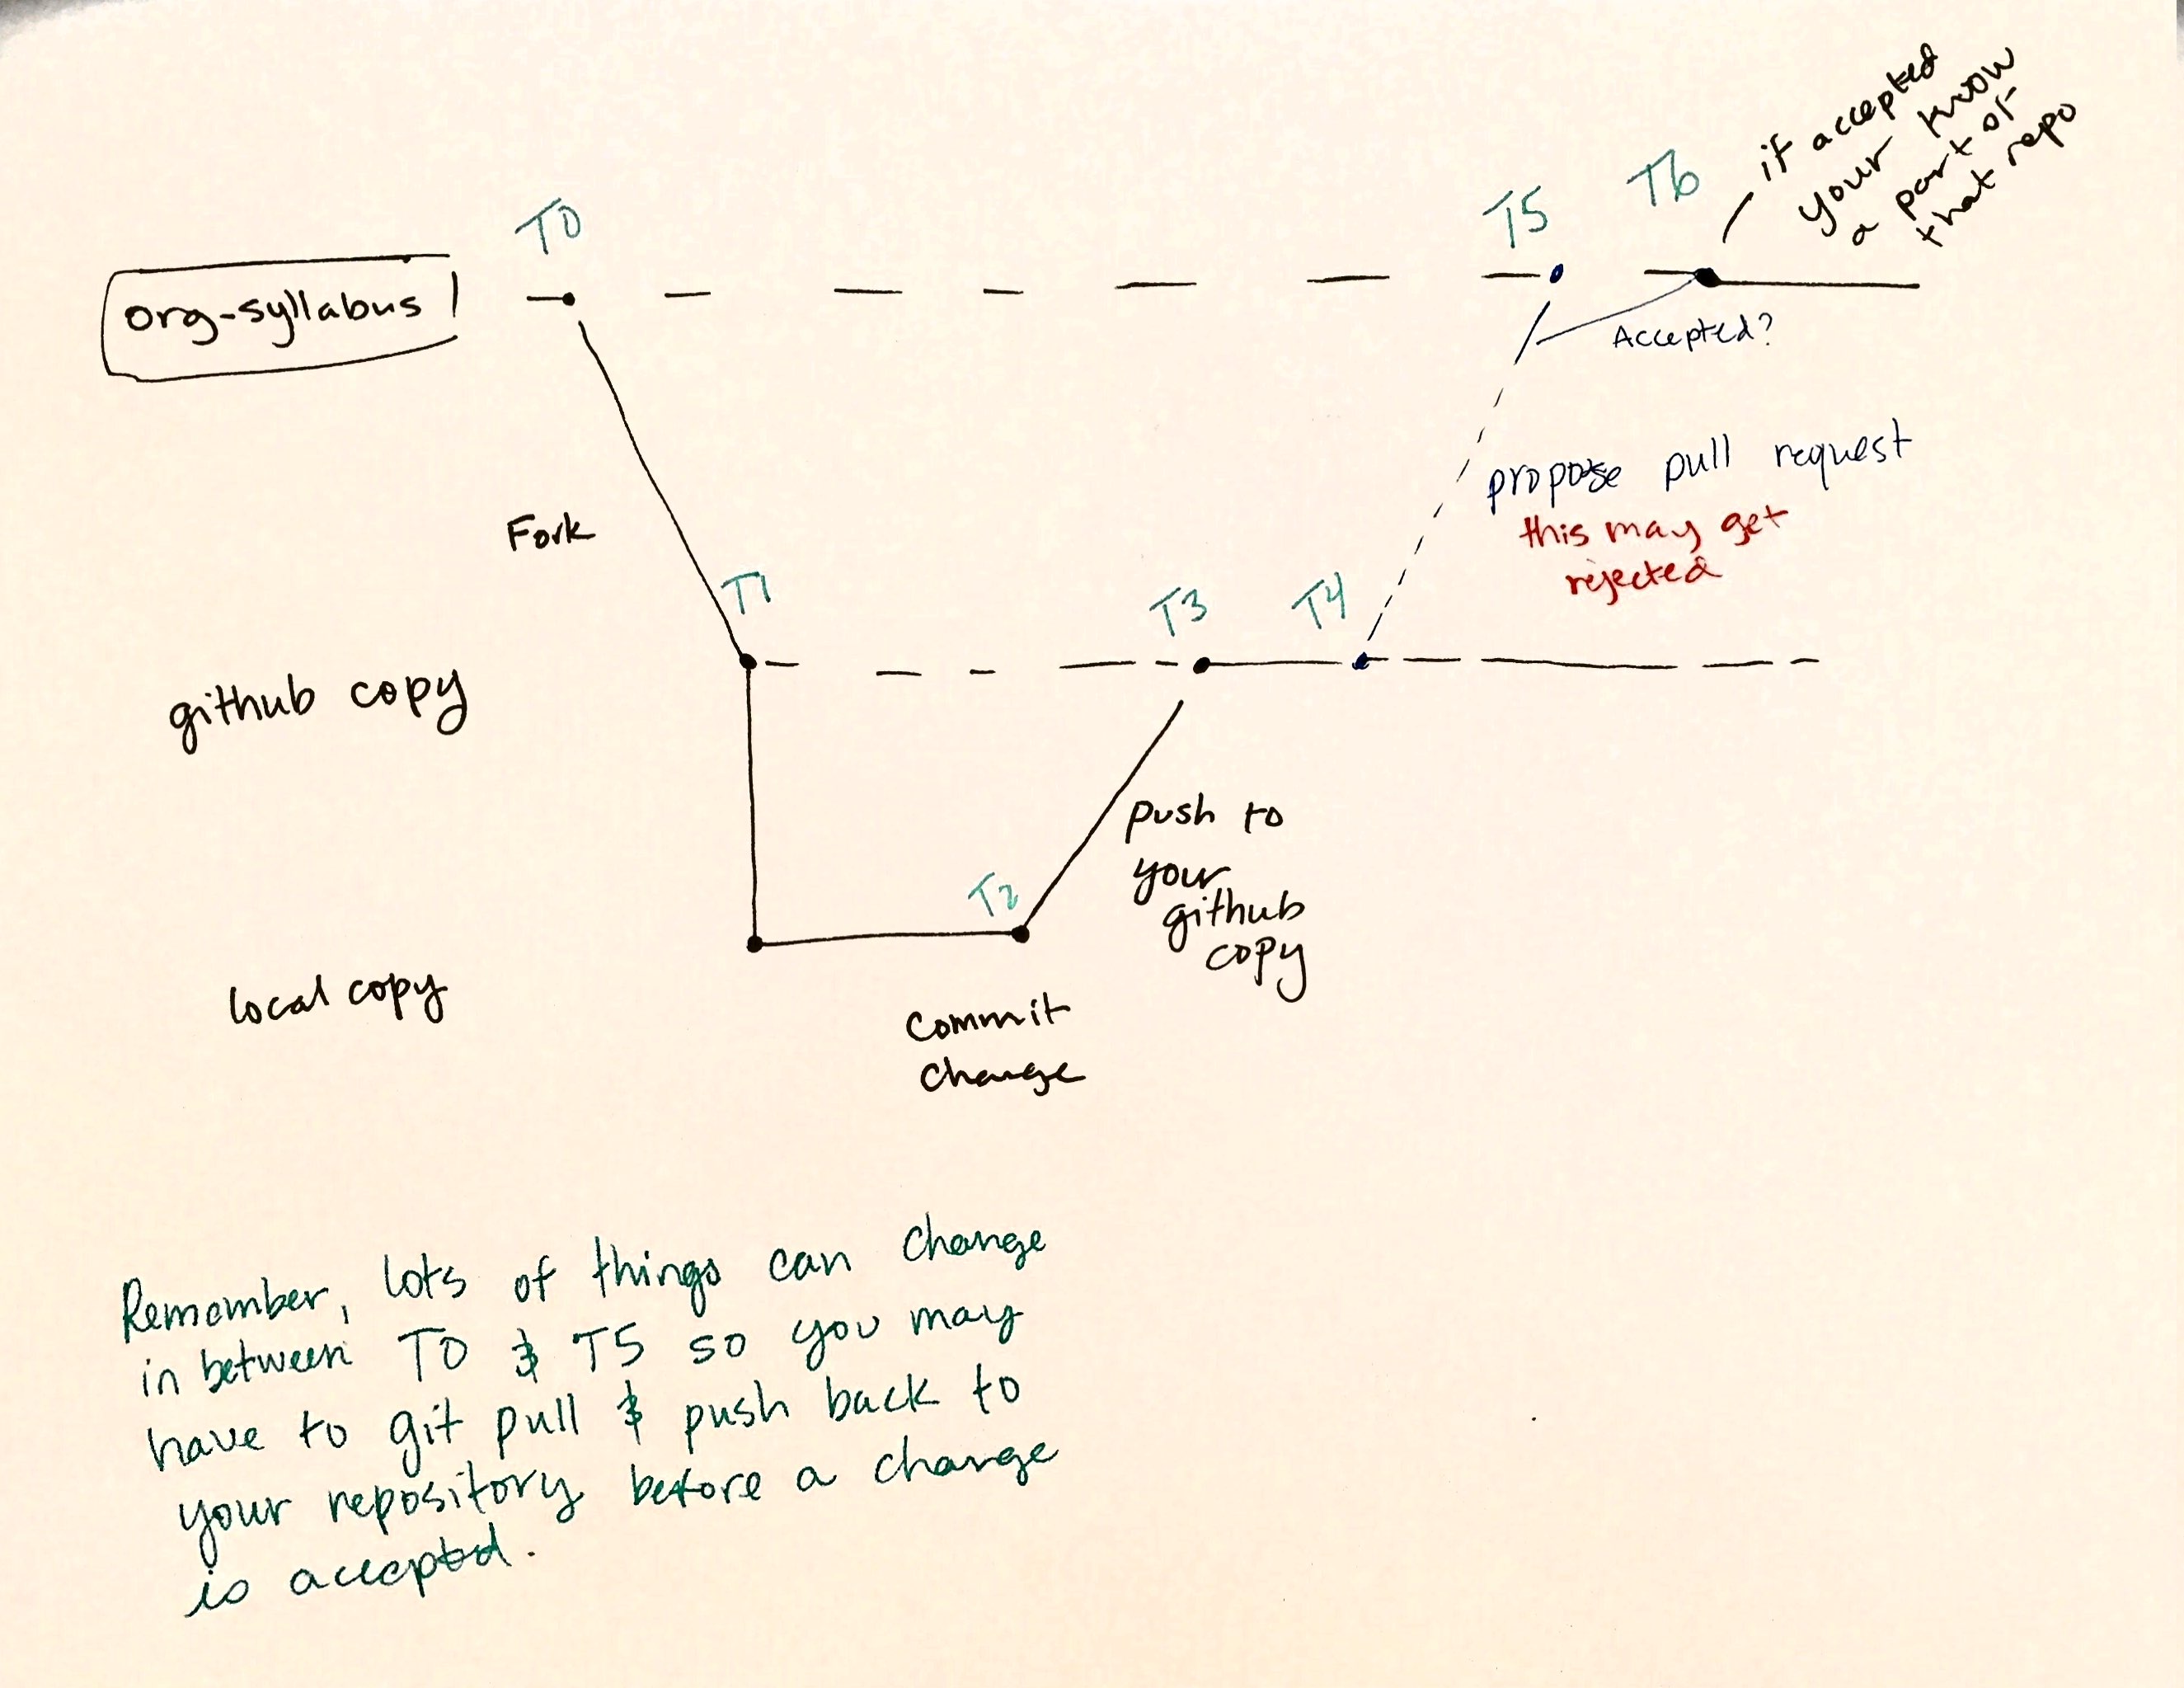 if accepted
your know
a part of
that repo
T0
T5
T6
org-syllabus
Accepted?
propose pull request
this may get
rejected
Fork
T1
T3
T4
github copy
push to
your
github
copy
T2
local copy
commit
change
Remember, lots of things can change
in between T0 & T5 so you may
have to git pull & push back to
your repository before a change
is accepted.